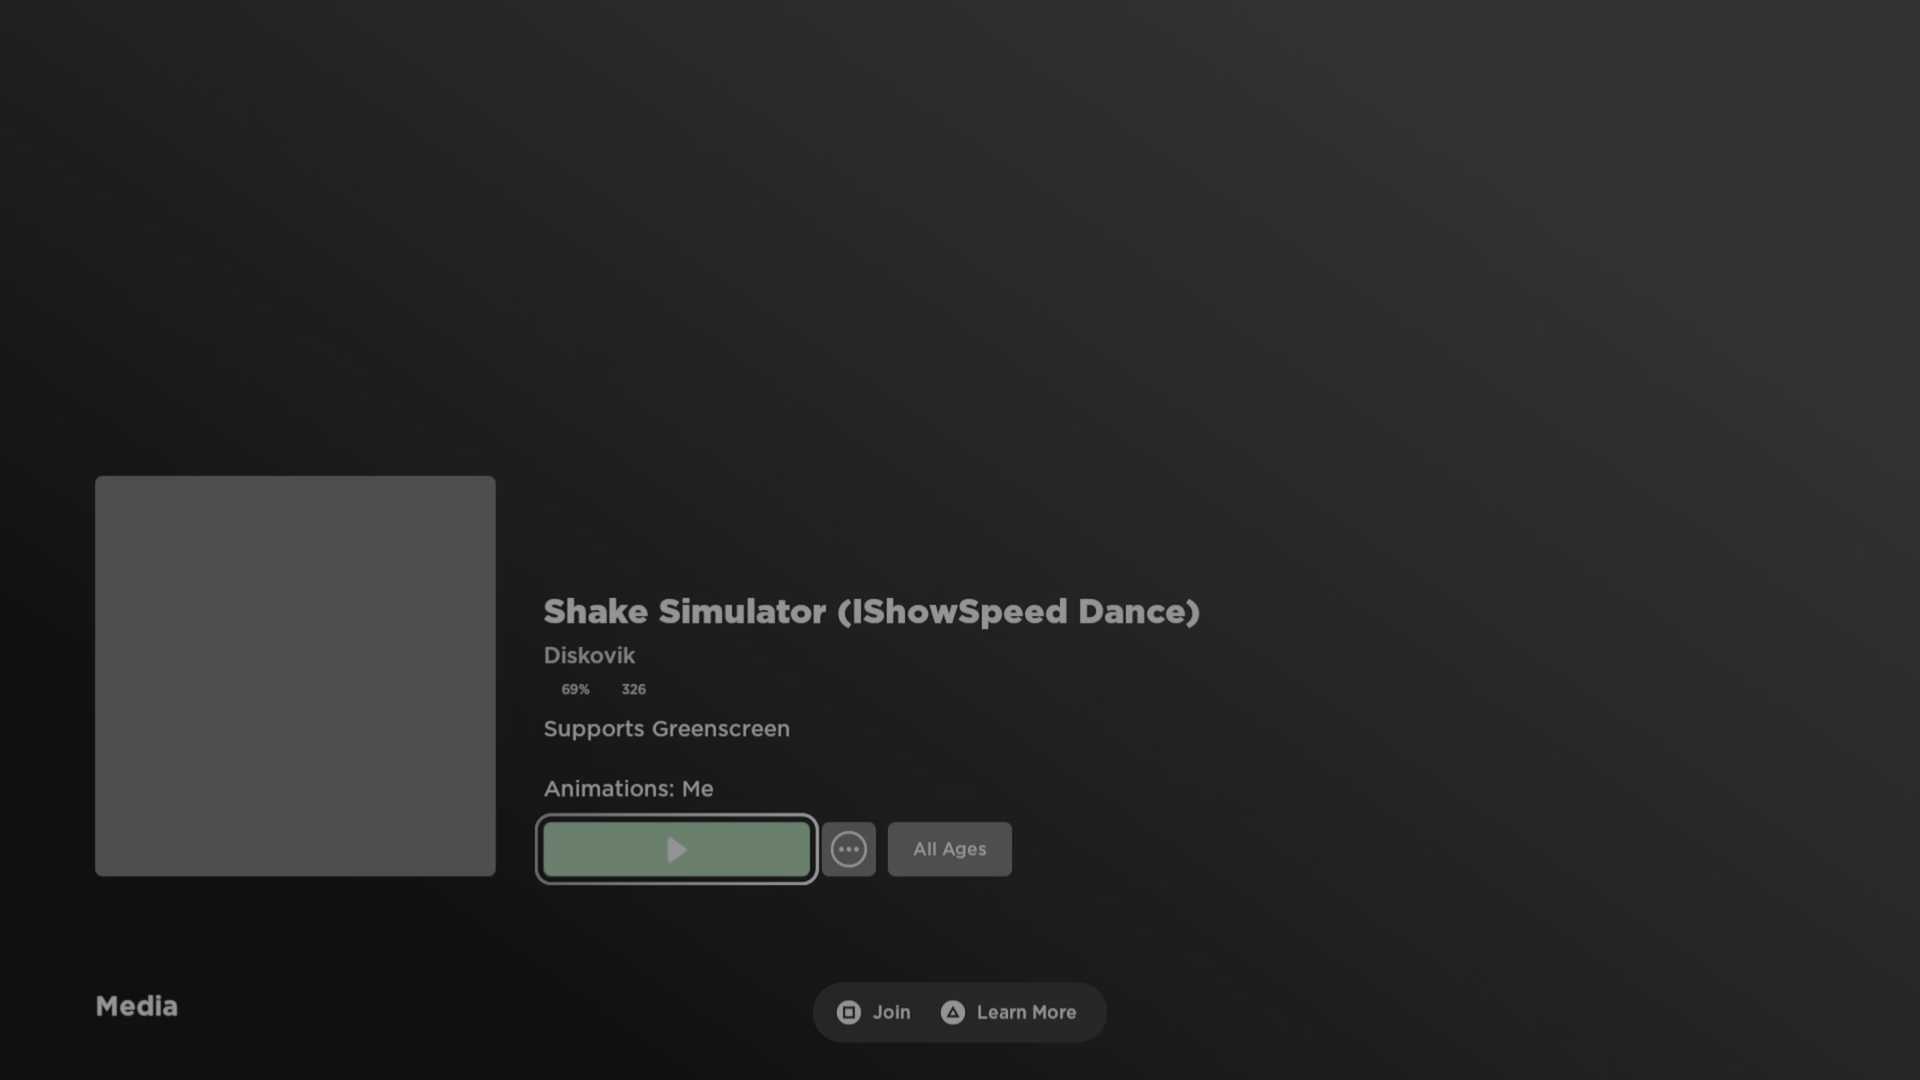 Shake Simulator (IShowSpeed Dance)
Diskovik
69% 326
Supports Greenscreen
Animations: Me
All Ages
Media
Join Learn More